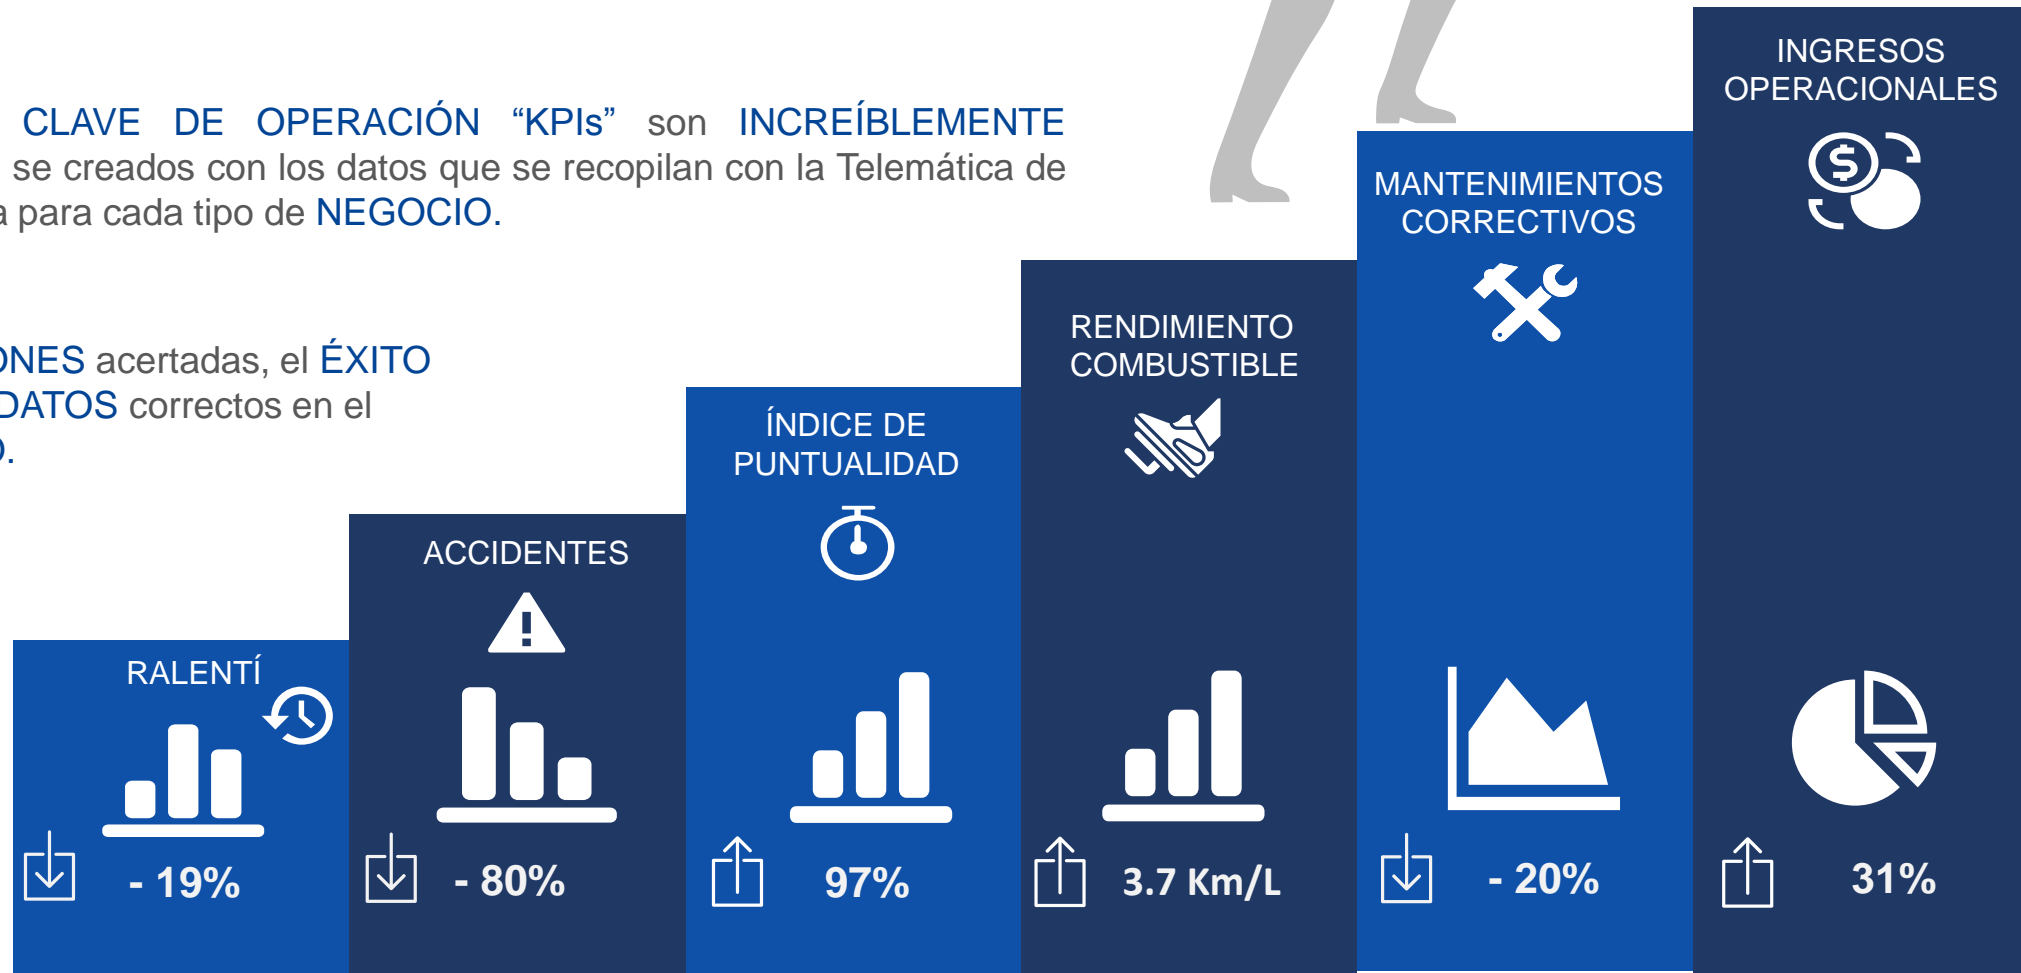 CLAVE DE OPERACIÓN “KPIs” son INCREÍBLEMENTE
se creados con los datos que se recopilan con la Telemática de
para cada tipo de NEGOCIO.
acertadas, el ÉXITO
DATOS correctos en el
INGRESOS
OPERACIONALES
MANTENIMIENTOS
CORRECTIVOS
RENDIMIENTO
COMBUSTIBLE
ÍNDICE DE
PUNTUALIDAD
ACCIDENTES
RALENTÍ
- 19%
- 80%
97%
3.7 Km/L
- 20%
31%